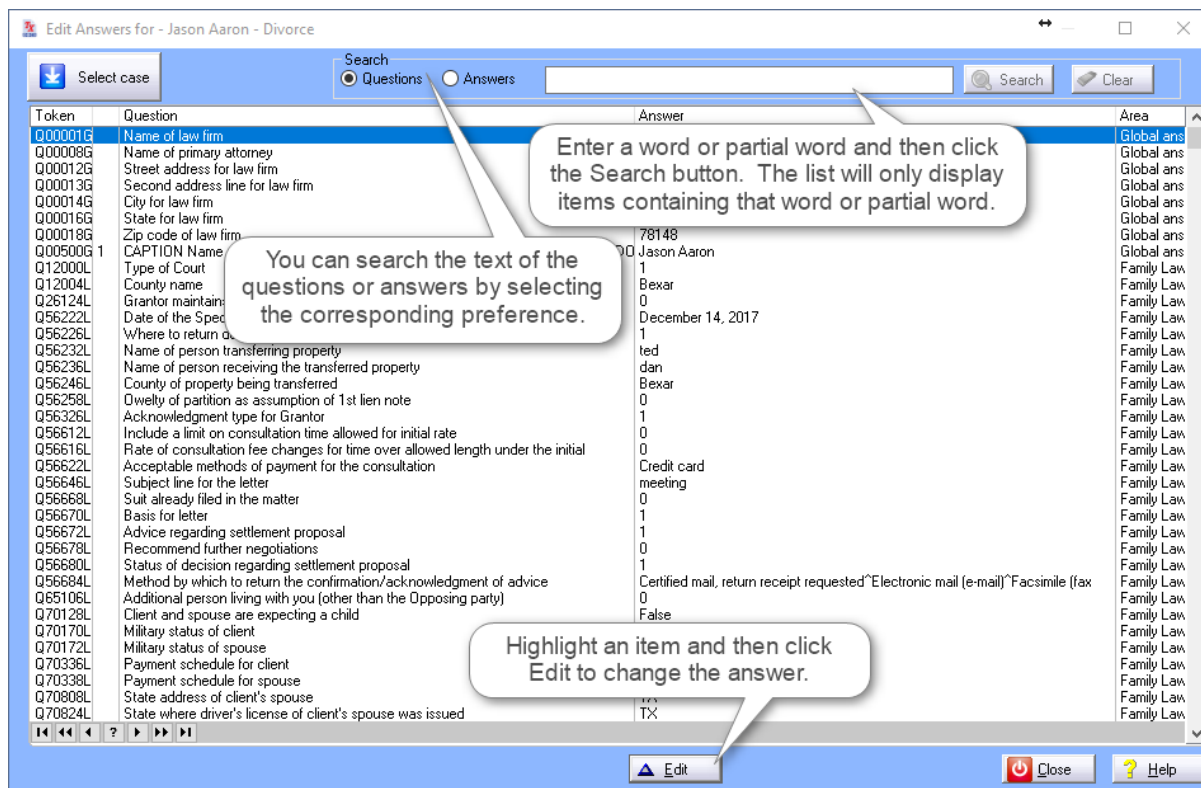 Edit Answers for - Jason Aaron - Divorce
Select case
Search
Questions Answers Search Clear
Token Question Answer Area
Q00001G Name of law firm Global ans
Q00008G Name of primary attorney Global ans
Q00012G Street address for law firm Global ans
Q00013G Second address line for law firm Global ans
Q00014G City for law firm Global ans
Q00016G State for law firm Global ans
Q00018G Zip code of law firm 78148 Global ans
Q00500G 1 CAPTION Name Jason Aaron Global ans
Q12000L Type of Court 1 Family Law
Q12004L County name Bexar Family Law
Q26124L Grantor maintain 0 Family Law
Q56222L Date of the Spec December 14, 2017 Family Law
Q56226L Where to return 1 Family Law
Q56232L Name of person transferring property ted Family Law
Q56236L Name of person receiving the transferred property dan Family Law
Q56246L County of property being transferred Bexar Family Law
Q56258L Owelty of partition as assumption of 1st lien note 0 Family Law
Q56326L Acknowledgment type for Grantor 1 Family Law
Q56612L Include a limit on consultation time allowed for initial rate 0 Family Law
Q56616L Rate of consultation fee changes for time over allowed length under the initial 0 Family Law
Q56622L Acceptable methods of payment for the consultation Credit card Family Law
Q56646L Subject line for the letter meeting Family Law
Q56668L Suit already filed in the matter 0 Family Law
Q56670L Basis for letter 1 Family Law
Q56672L Advice regarding settlement proposal 1 Family Law
Q56678L Recommend further negotiations 0 Family Law
Q56680L Status of decision regarding settlement proposal 1 Family Law
Q56684L Method by which to return the confirmation/acknowledgment of advice Certified mail, return receipt requested^Electronic mail (e-mail)^Facsimile (fax Family Law
Q65106L Additional person living with you (other than the Opposing party) 0 Family Law
Q70128L Client and spouse are expecting a child False Family Law
Q70170L Military status of client Family Law
Q70172L Military status of spouse Family Law
Q70336L Payment schedule for client Family Law
Q70338L Payment schedule for spouse Family Law
Q70808L State address of client's spouse TX Family Law
Q70824L State where driver's license of client's spouse was issued TX Family Law
Enter a word or partial word and then click
the Search button. The list will only display
items containing that word or partial word.
You can search the text of the
questions or answers by selecting
the corresponding preference.
Highlight an item and then click
Edit to change the answer.
?
Edit Close Help